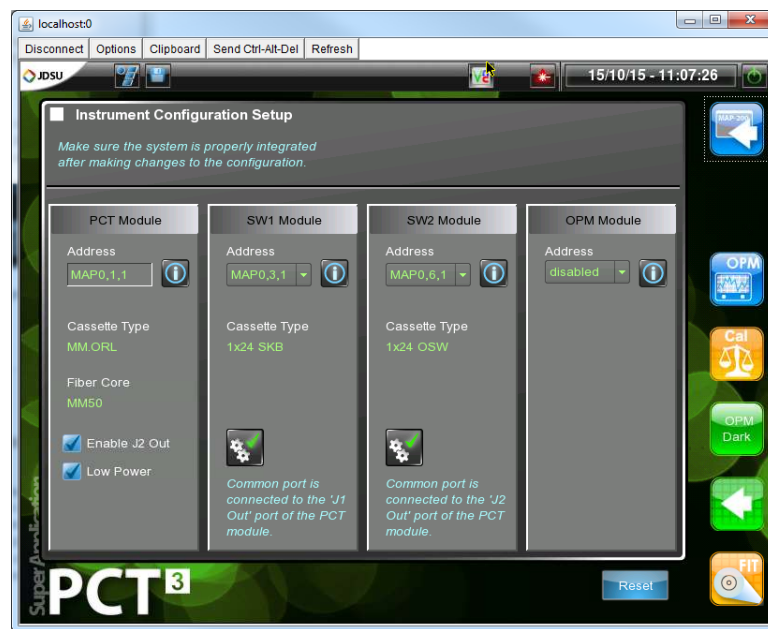 localhost:0
Disconnect Options Clipboard Send Ctrl-Alt-Del Refresh
JDSU 15/10/15 - 11:07:26
Instrument Configuration Setup
MAP-200
Make sure the system is properly integrated
after making changes to the configuration.
PCT Module
Address
MAP0,1,1
Cassette Type
MM.ORL
Fiber Core
MM50
Enable J2 Out
Low Power
SW1 Module
Address
MAP0,3,1
Cassette Type
1x24 SKB
Common port is
connected to the 'J1
Out' port of the PCT
module.
SW2 Module
Address
MAP0,6,1
Cassette Type
1x24 OSW
Common port is
connected to the 'J2
Out' port of the PCT
module.
OPM Module
Address
disabled
OPM
Cal
OPM
Dark
FIT
SuperApplication
PCT3
Reset